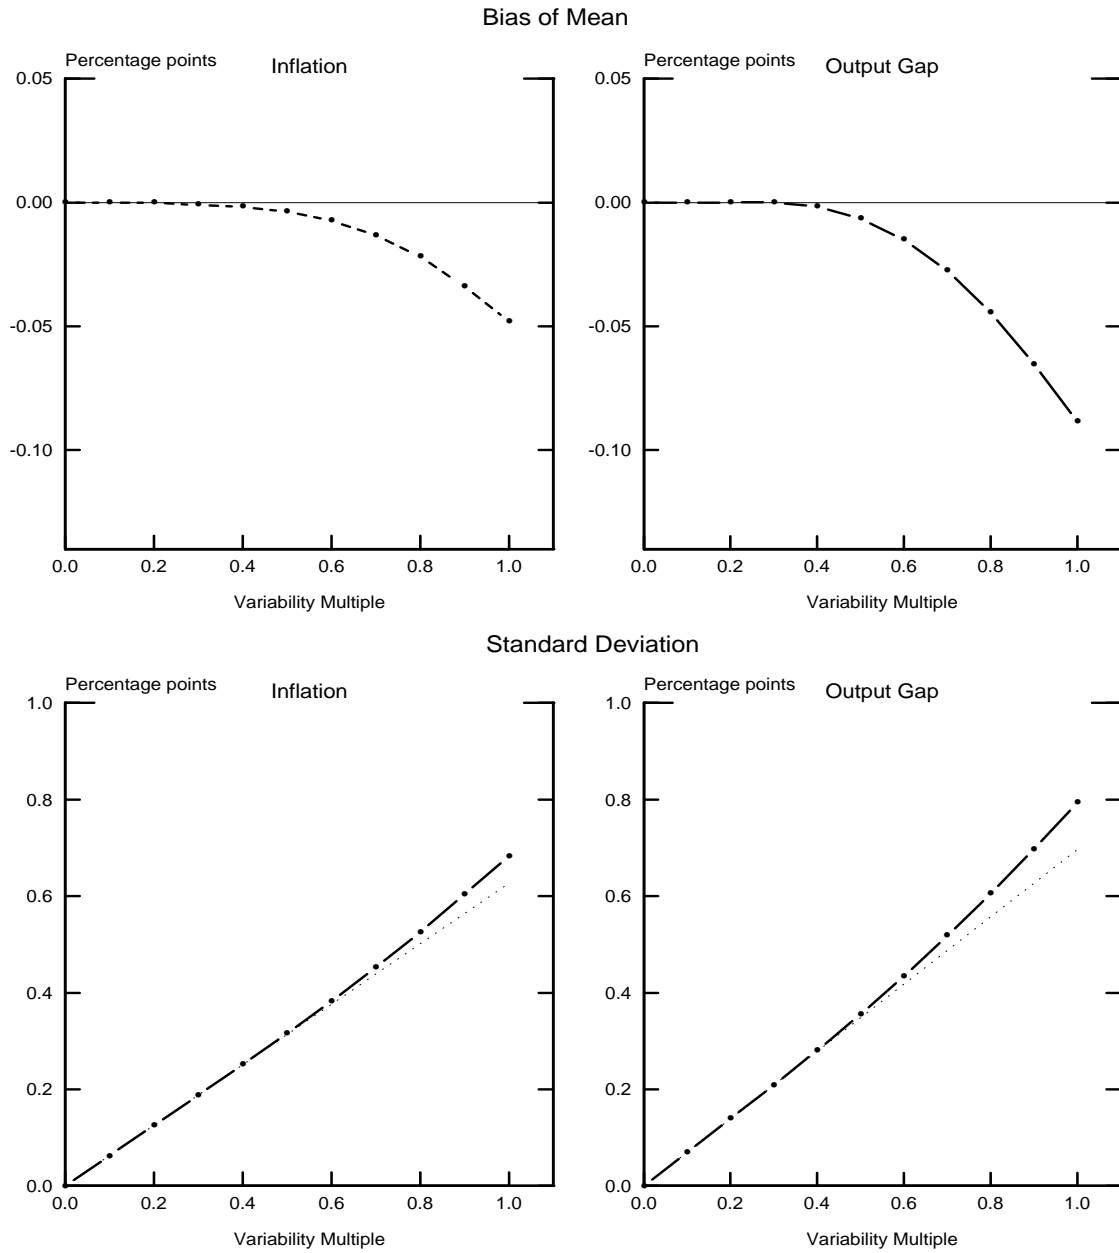 Bias of Mean
Percentage points
Inflation
0.05
0.00
-0.05
-0.10
0.0 0.2 0.4 0.6 0.8 1.0
Variability Multiple
Percentage points
Output Gap
0.05
0.00
-0.05
-0.10
0.0 0.2 0.4 0.6 0.8 1.0
Variability Multiple
Standard Deviation
Percentage points
Inflation
1.0
0.8
0.6
0.4
0.2
0.0
0.0 0.2 0.4 0.6 0.8 1.0
Variability Multiple
Percentage points
Output Gap
1.0
0.8
0.6
0.4
0.2
0.0
0.0 0.2 0.4 0.6 0.8 1.0
Variability Multiple